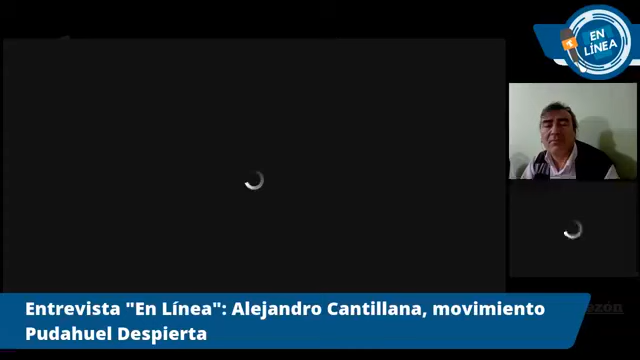 EN
LÍNEA
Entrevista "En Línea": Alejandro Cantillana, movimiento
Pudahuel Despierta